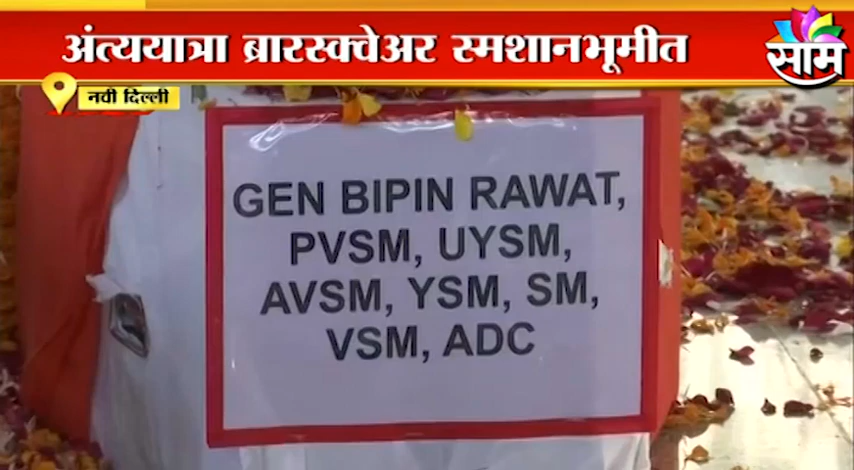 अंत्ययात्रा ब्रारस्क्वेअर स्मशानभूमीत
साम
नवी दिल्ली
GEN BIPIN RAWAT,
PVSM, UYSM,
AVSM, YSM, SM,
VSM, ADC